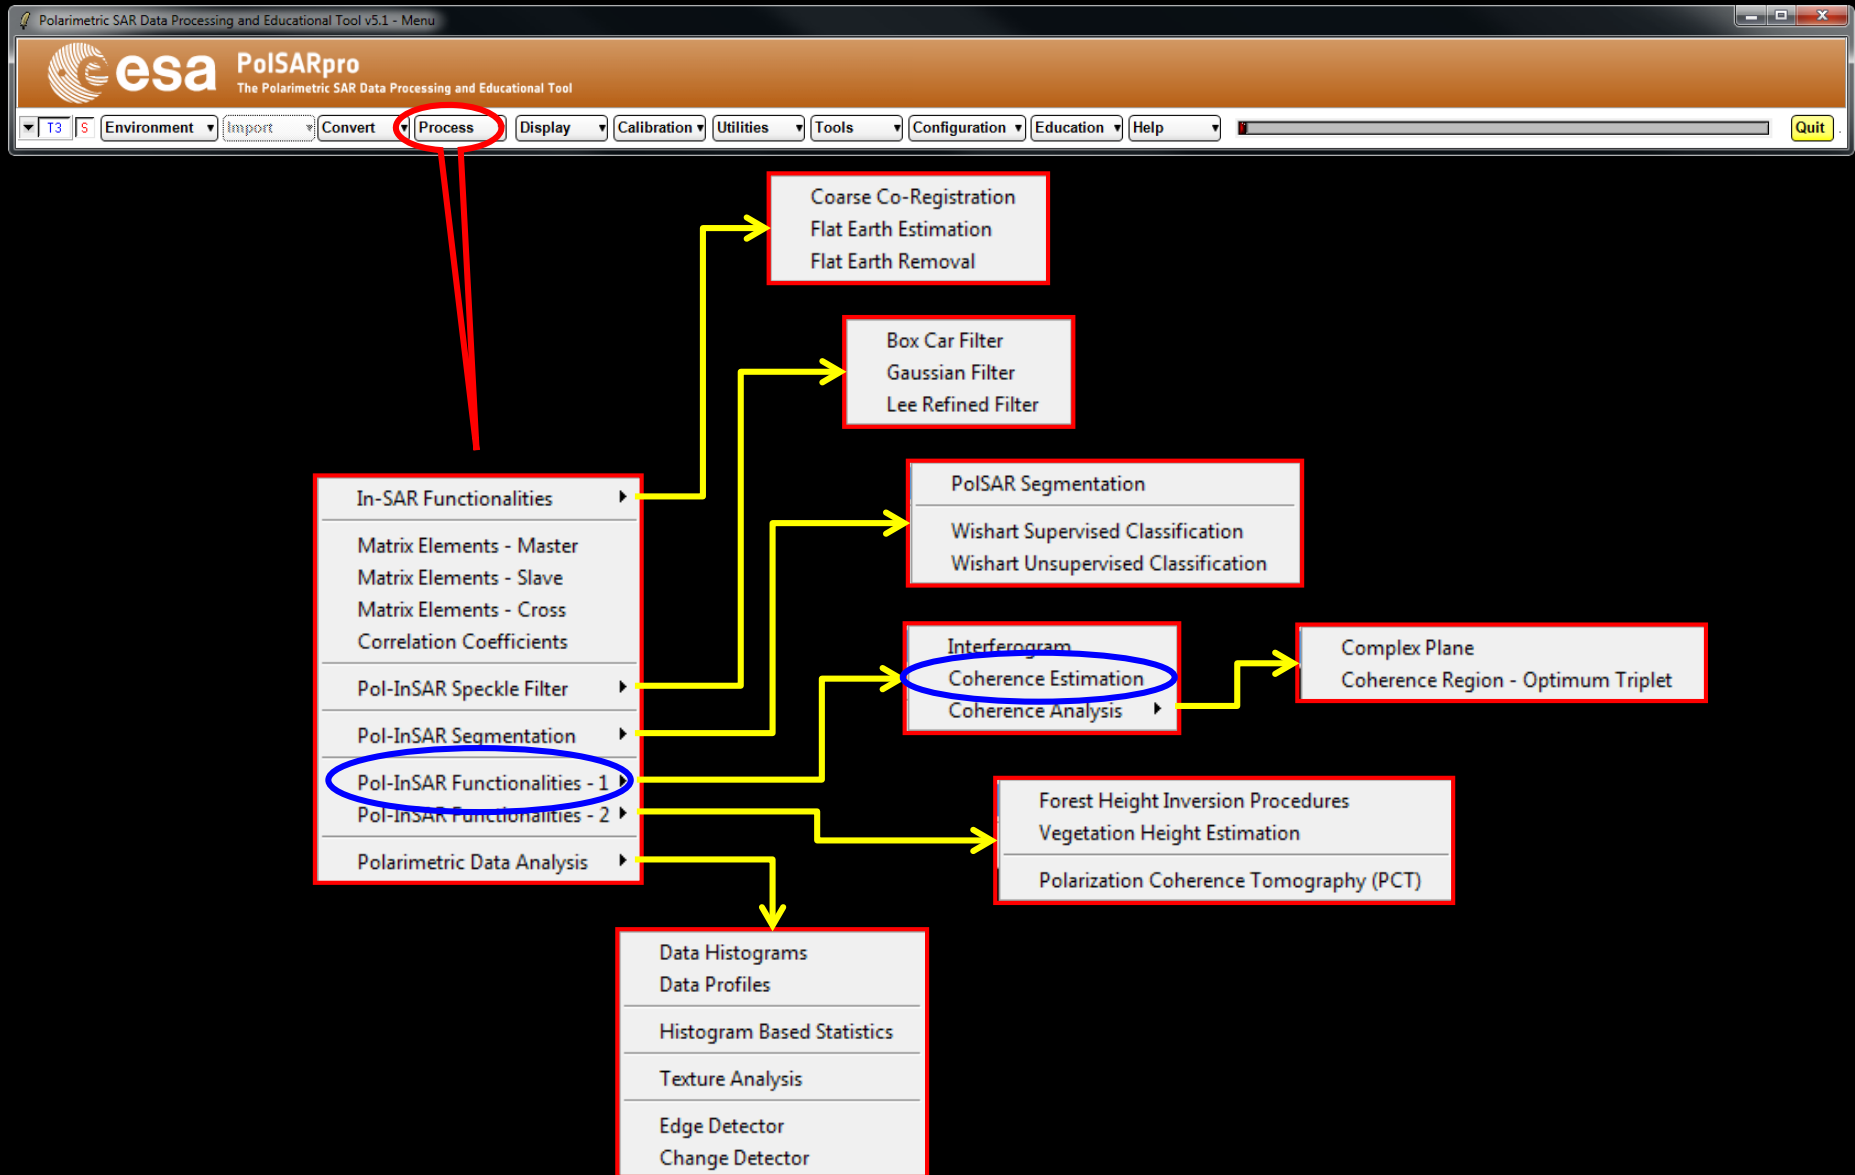 Polarimetric SAR Data Processing and Educational Tool v5.1 - Menu
esa
PolSARpro
The Polarimetric SAR Data Processing and Educational Tool
T3 S Environment Import Convert Process Display Calibration Utilities Tools Configuration Education Help Quit
Coarse Co-Registration
Flat Earth Estimation
Flat Earth Removal
Box Car Filter
Gaussian Filter
Lee Refined Filter
PolSAR Segmentation
Wishart Supervised Classification
Wishart Unsupervised Classification
In-SAR Functionalities
Matrix Elements - Master
Matrix Elements - Slave
Matrix Elements - Cross
Correlation Coefficients
Pol-InSAR Speckle Filter
Pol-InSAR Segmentation
Pol-InSAR Functionalities - 1
Pol-InSAR Functionalities - 2
Polarimetric Data Analysis
Interferogram
Coherence Estimation
Coherence Analysis
Complex Plane
Coherence Region - Optimum Triplet
Forest Height Inversion Procedures
Vegetation Height Estimation
Polarization Coherence Tomography (PCT)
Data Histograms
Data Profiles
Histogram Based Statistics
Texture Analysis
Edge Detector
Change Detector